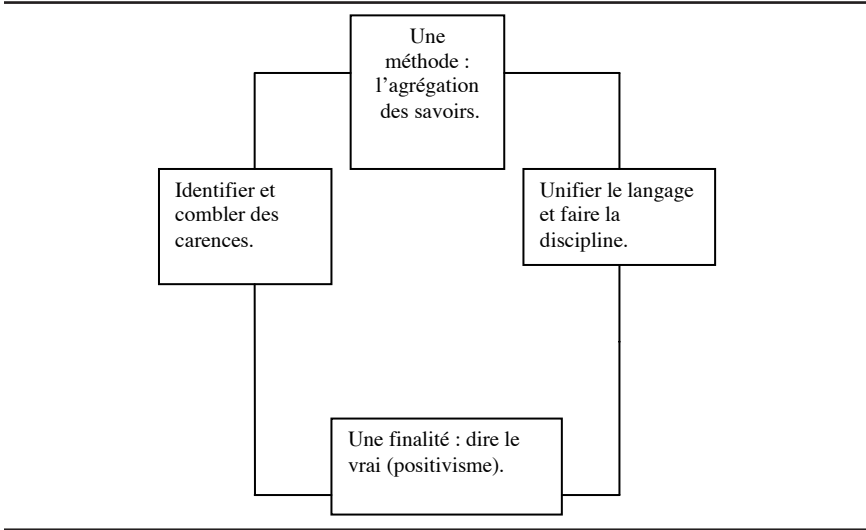 Une
méthode :
l’agrégation
des savoirs.
Identifier et
combler des
carences.
Unifier le langage
et faire la
discipline.
Une finalité : dire le
vrai (positivisme).